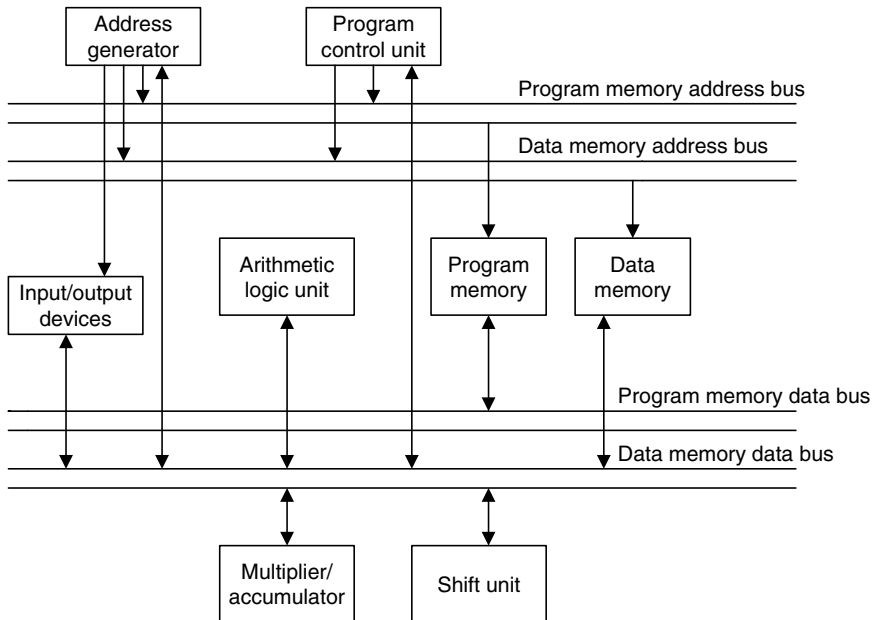 Address
generator
Program
control unit
Program memory address bus
Data memory address bus
Input/output
devices
Arithmetic
logic unit
Program
memory
Data
memory
Program memory data bus
Data memory data bus
Multiplier/
accumulator
Shift unit